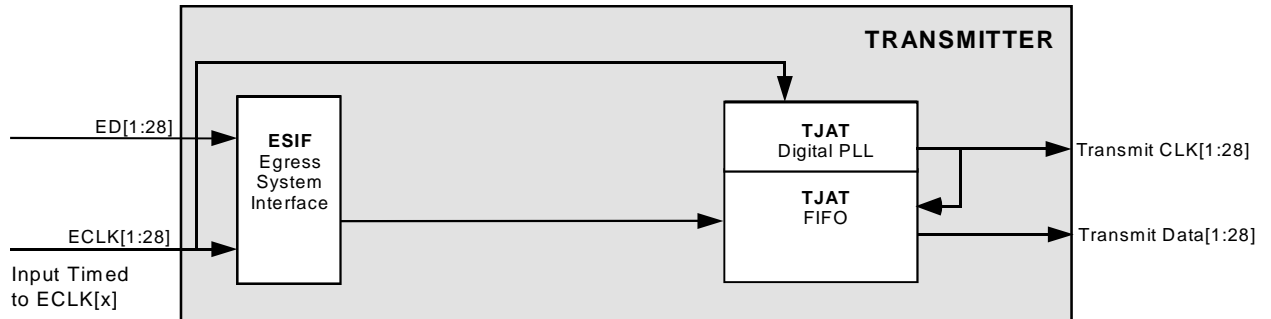 TRANSMITTER
ED[1:28]
ESIF
Egress
System
Interface
TJAT
Digital PLL
Transmit CLK[1:28]
TJAT
FIFO
ECLK[1:28]
Transmit Data[1:28]
Input Timed
to ECLK[x]